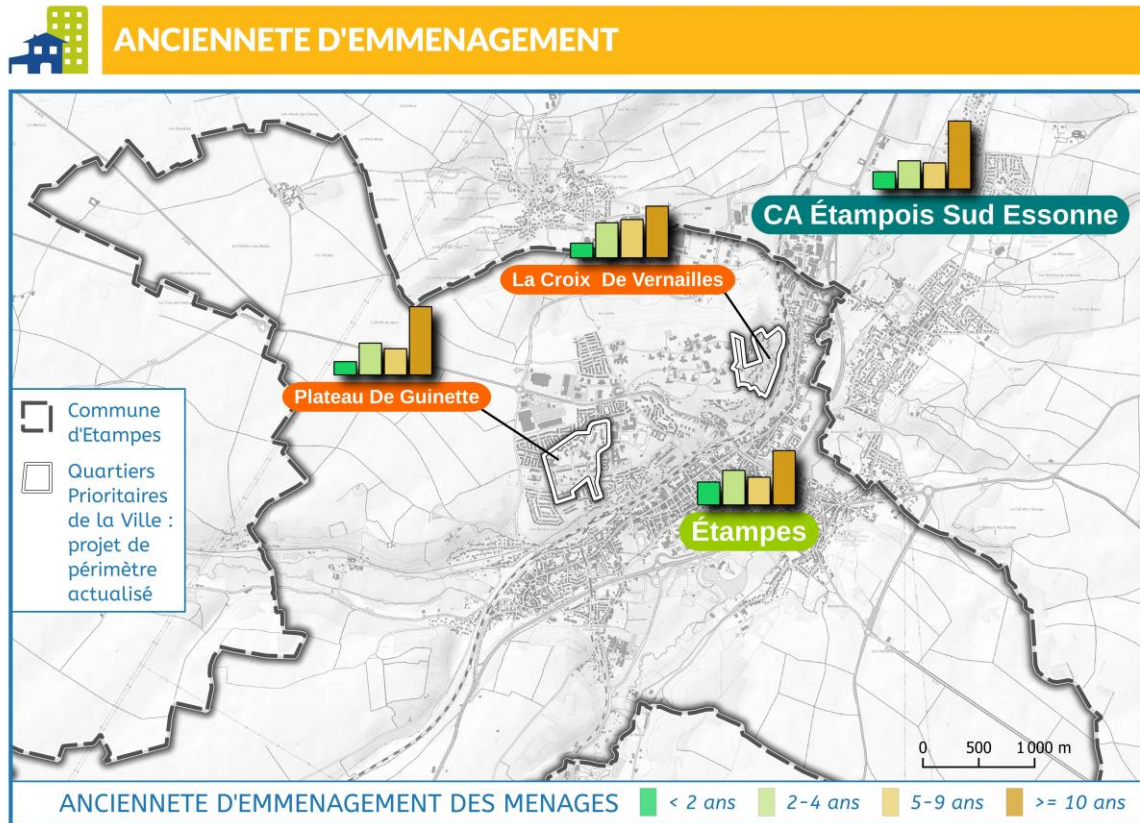 ANCIENNETE D'EMMENAGEMENT
CA Étampois Sud Essonne
La Croix De Vernailles
Plateau De Guinette
Étampes
Commune
d'Etampes
Quartiers
Prioritaires
de la Ville :
projet de
périmètre
actualisé
0 500 1 000 m
ANCIENNETE D'EMMENAGEMENT DES MENAGES < 2 ans 2-4 ans 5-9 ans >= 10 ans